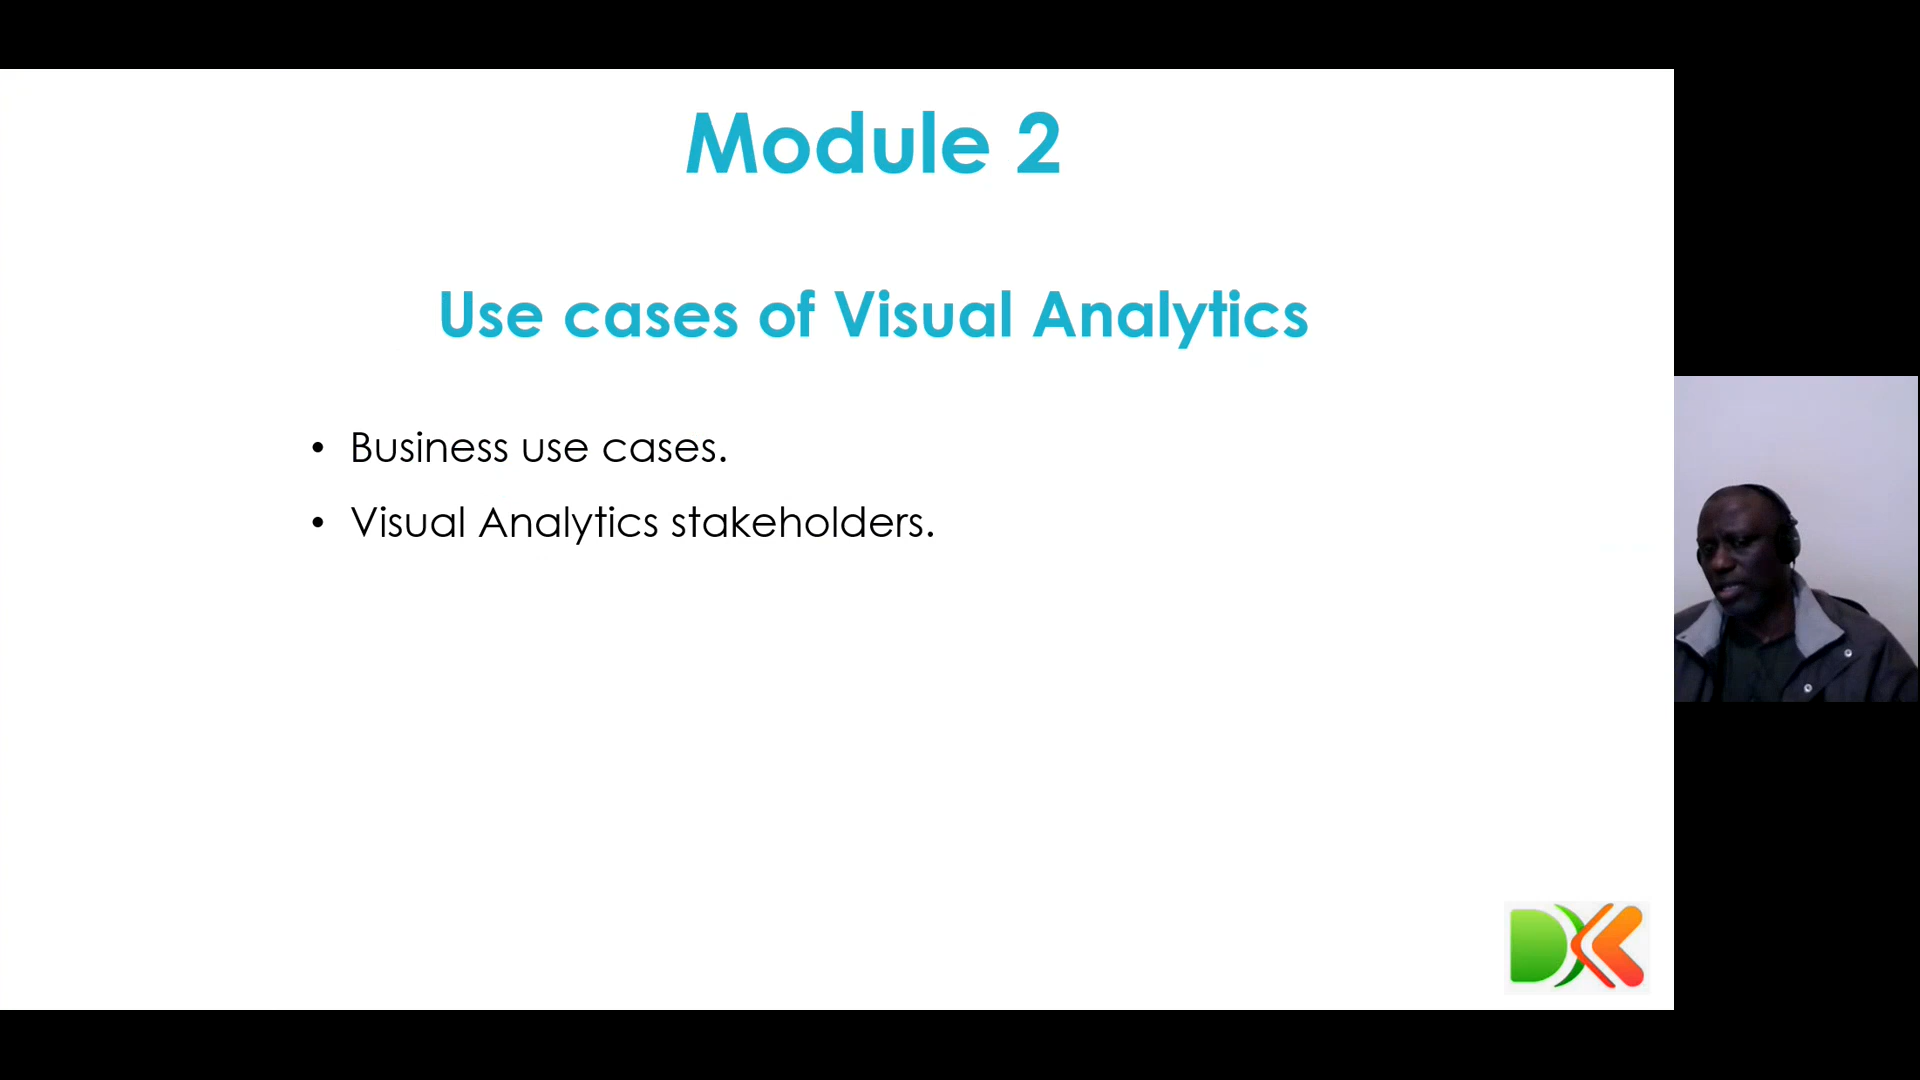 Module 2
Use cases of Visual Analytics
• Business use cases.
• Visual Analytics stakeholders.